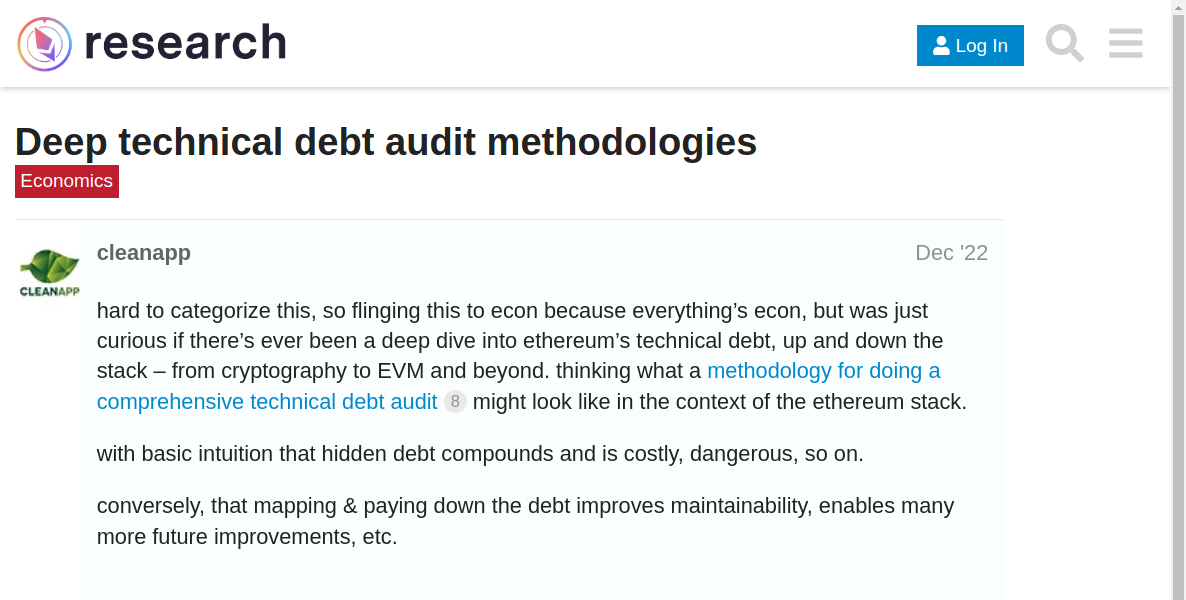 research
Log In
Deep technical debt audit methodologies
Economics
cleanapp
Dec '22
CLEANAPP
hard to categorize this, so flinging this to econ because everything’s econ, but was just
curious if there’s ever been a deep dive into ethereum’s technical debt, up and down the
stack – from cryptography to EVM and beyond. thinking what a methodology for doing a
comprehensive technical debt audit 8 might look like in the context of the ethereum stack.
with basic intuition that hidden debt compounds and is costly, dangerous, so on.
conversely, that mapping & paying down the debt improves maintainability, enables many
more future improvements, etc.